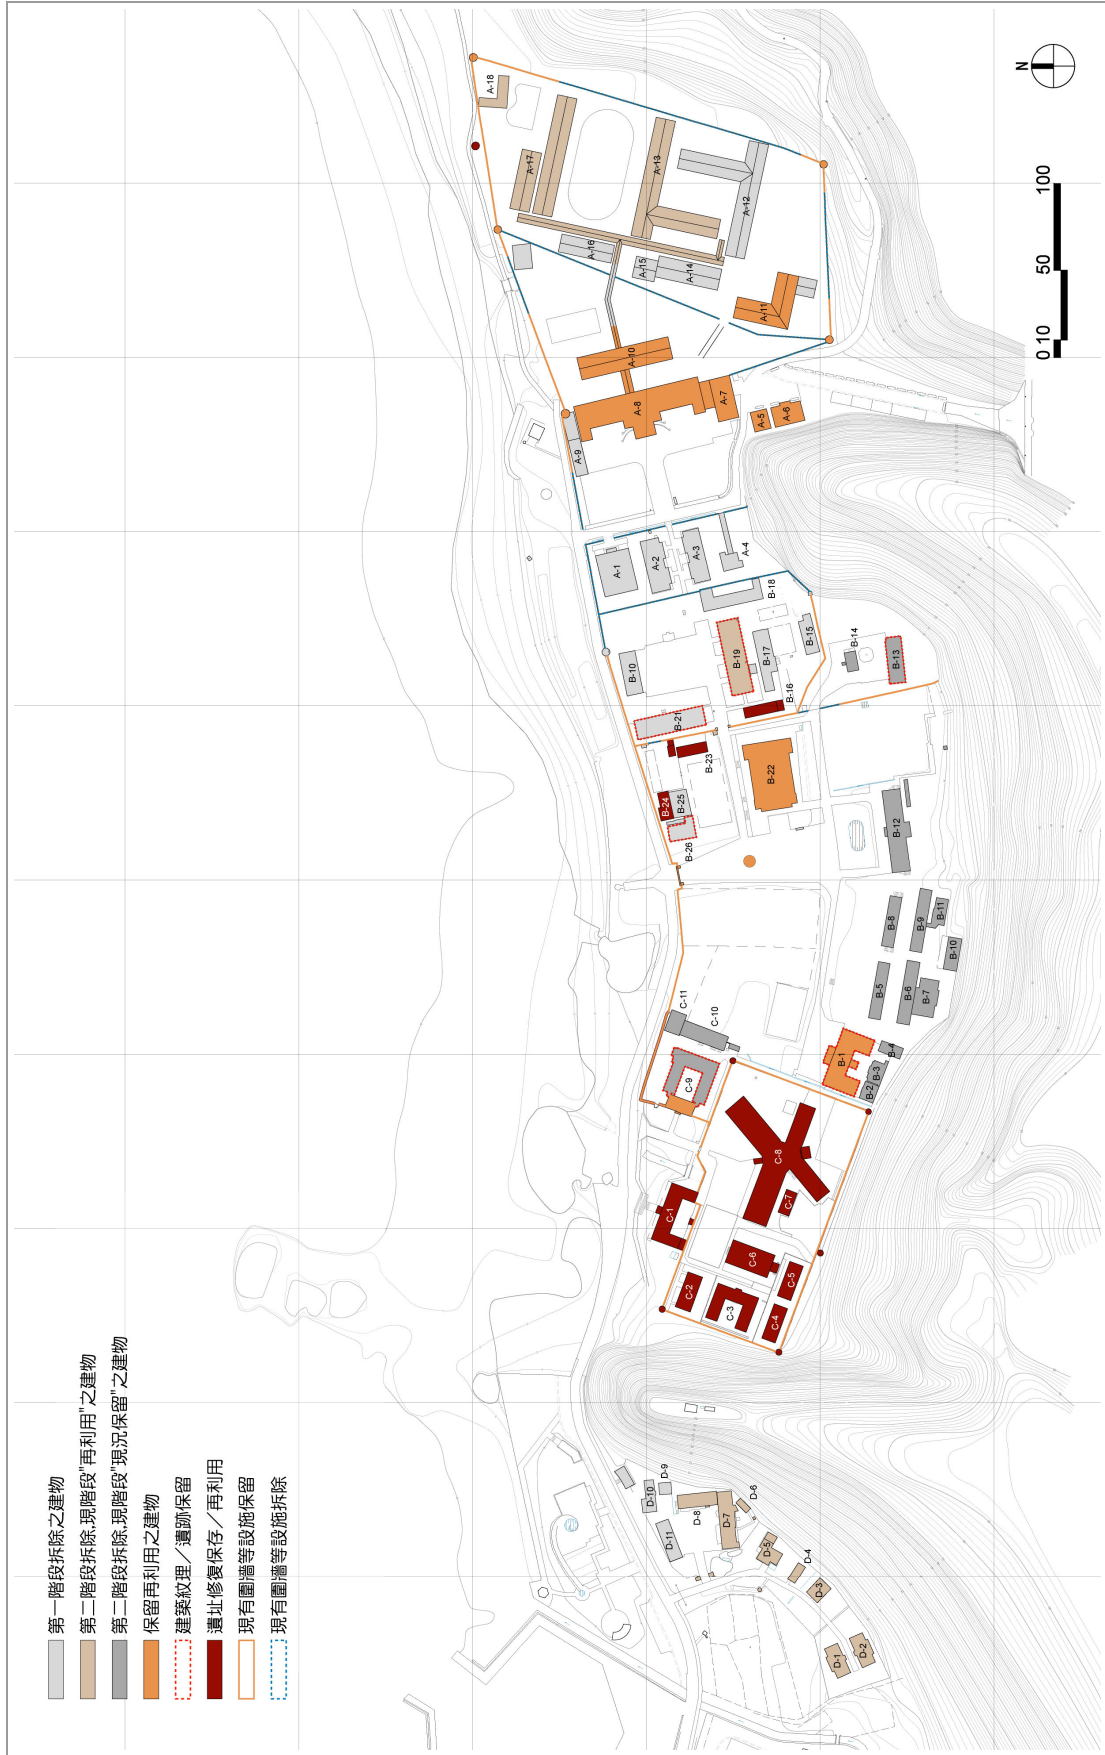 第一階段拆除之建物
第二階段拆除,現階段"再利用"之建物
第二階段拆除,現階段"現況保留"之建物
保留再利用之建物
建築紋理／遺跡保留
遺址修復保存／再利用
現有圍牆等設施保留
現有圍牆等設施拆除
N
0 10 50 100
A-18
A-17
A-13
A-12
A-16
A-15
A-14
A-11
A-10
A-8
A-7
A-9
A-5
A-6
A-1
A-2
A-3
A-4
B-18
B-10
B-19
B-17
B-15
B-14
B-13
B-16
B-21
B-23
B-22
B-24
B-25
B-26
B-12
B-8
B-9
B-11
B-10
B-5
B-6
B-7
B-4
B-1
B-3
B-2
C-11
C-10
C-9
C-8
C-7
C-1
C-6
C-5
C-2
C-3
C-4
D-9
D-10
D-8
D-6
D-11
D-7
D-5
D-4
D-3
D-1
D-2